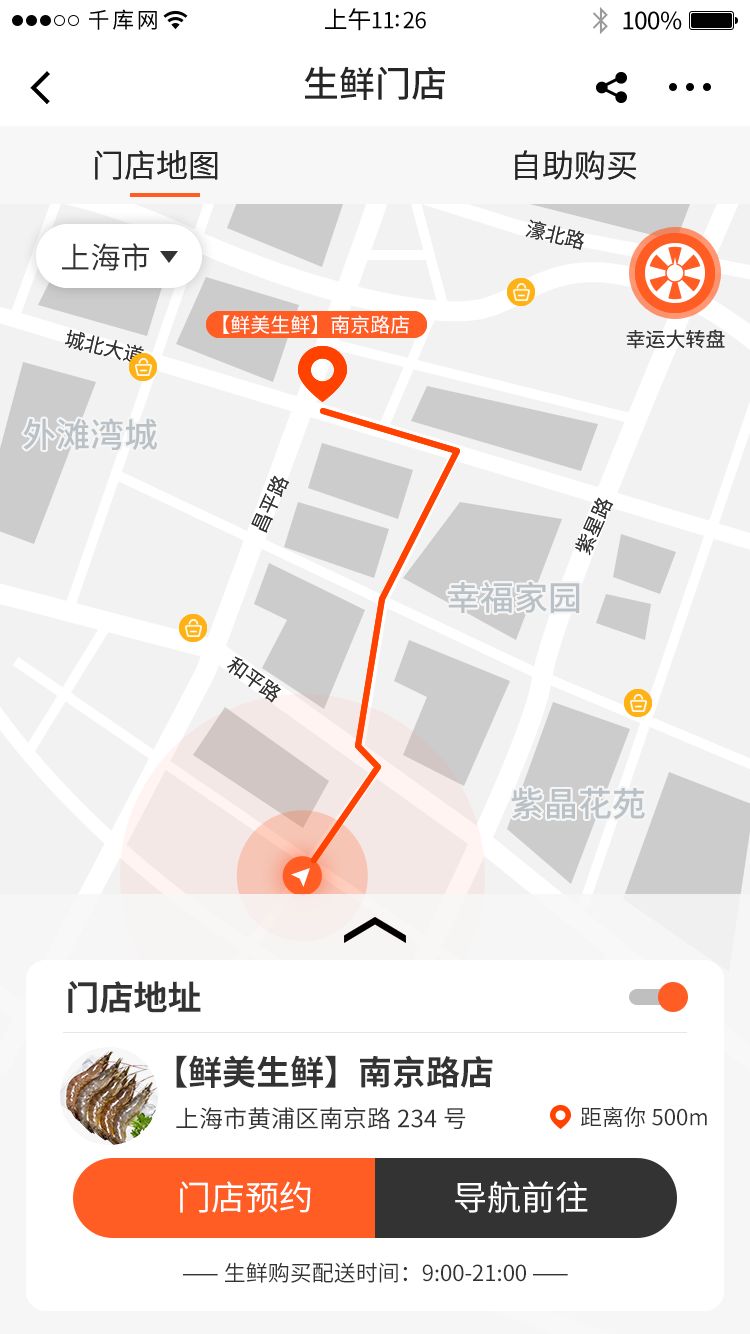 千库网
上午11:26
100%
生鲜门店
门店地图
自助购买
上海市
濠北路
幸运大转盘
【鲜美生鲜】南京路店
城北大道
外滩湾城
昌平路
紫星路
幸福家园
和平路
紫晶花苑
门店地址
【鲜美生鲜】南京路店
上海市黄浦区南京路 234 号
距离你 500m
门店预约
导航前往
生鲜购买配送时间：9:00-21:00